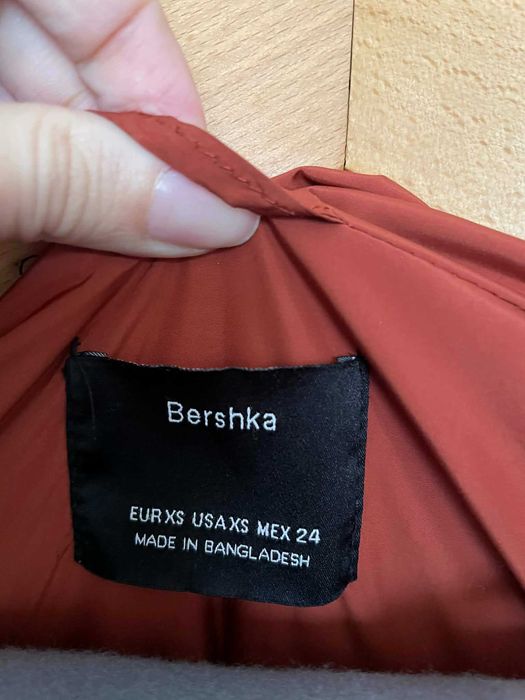 Bershka
EUR XS USA XS MEX 24
MADE IN BANGLADESH